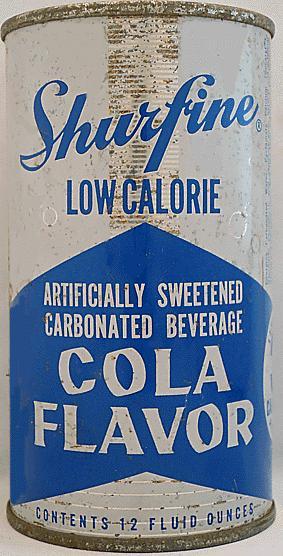 Shurfine®
LOW CALORIE
ARTIFICIALLY SWEETENED
CARBONATED BEVERAGE
COLA
FLAVOR
CONTENTS 12 FLUID OUNCES